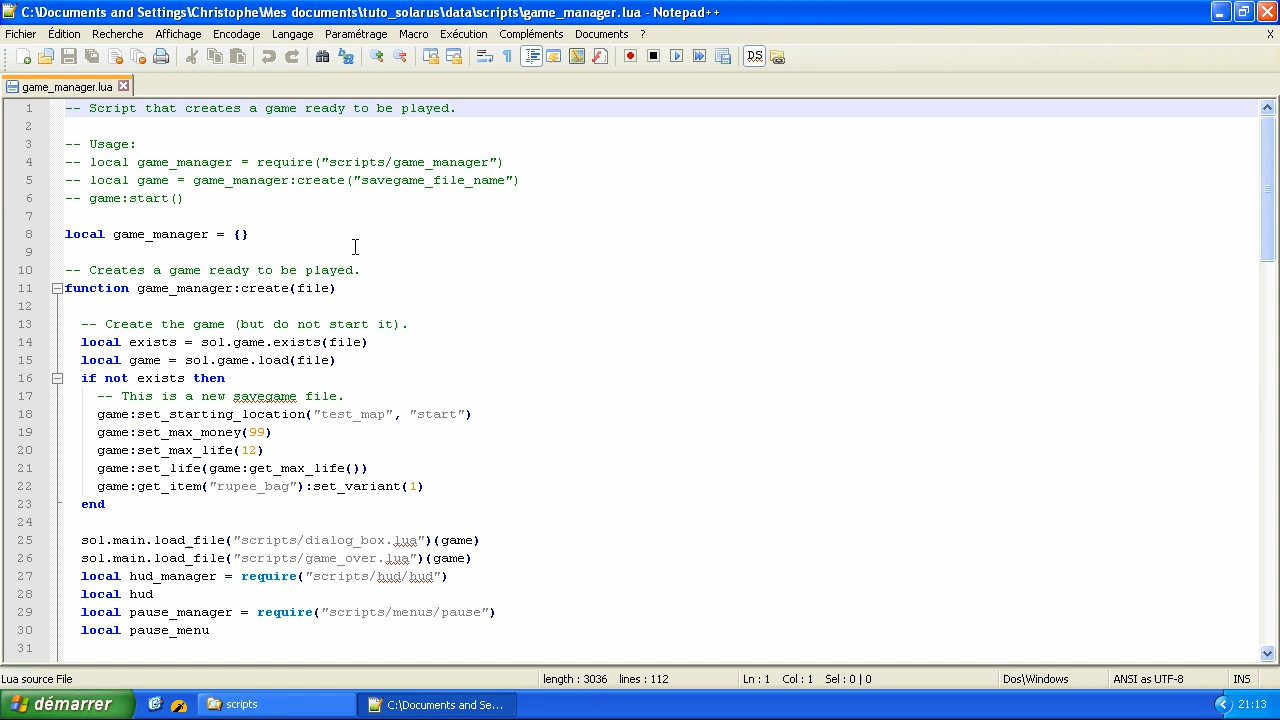 C:\Documents and Settings\Christophe\Mes documents\tuto_solarus\data\scripts\game_manager.lua - Notepad++
Fichier Édition Recherche Affichage Encodage Langage Paramétrage Macro Exécution Compléments Documents ? X
game_manager.lua
1 -- Script that creates a game ready to be played.
2
3 -- Usage:
4 -- local game_manager = require("scripts/game_manager")
5 -- local game = game_manager:create("savegame_file_name")
6 -- game:start()
7
8 local game_manager = {}
9
10 -- Creates a game ready to be played.
11 function game_manager:create(file)
12
13 -- Create the game (but do not start it).
14 local exists = sol.game.exists(file)
15 local game = sol.game.load(file)
16 if not exists then
17 -- This is a new savegame file.
18 game:set_starting_location("test_map", "start")
19 game:set_max_money(99)
20 game:set_max_life(12)
21 game:set_life(game:get_max_life())
22 game:get_item("rupee_bag"):set_variant(1)
23 end
24
25 sol.main.load_file("scripts/dialog_box.lua")(game)
26 sol.main.load_file("scripts/game_over.lua")(game)
27 local hud_manager = require("scripts/hud/hud")
28 local hud
29 local pause_manager = require("scripts/menus/pause")
30 local pause_menu
31
Lua source File length : 3036 lines : 112 Ln : 1 Col : 1 Sel : 0 | 0 Dos\Windows ANSI as UTF-8 INS
démarrer scripts C:\Documents and Se... 21:13